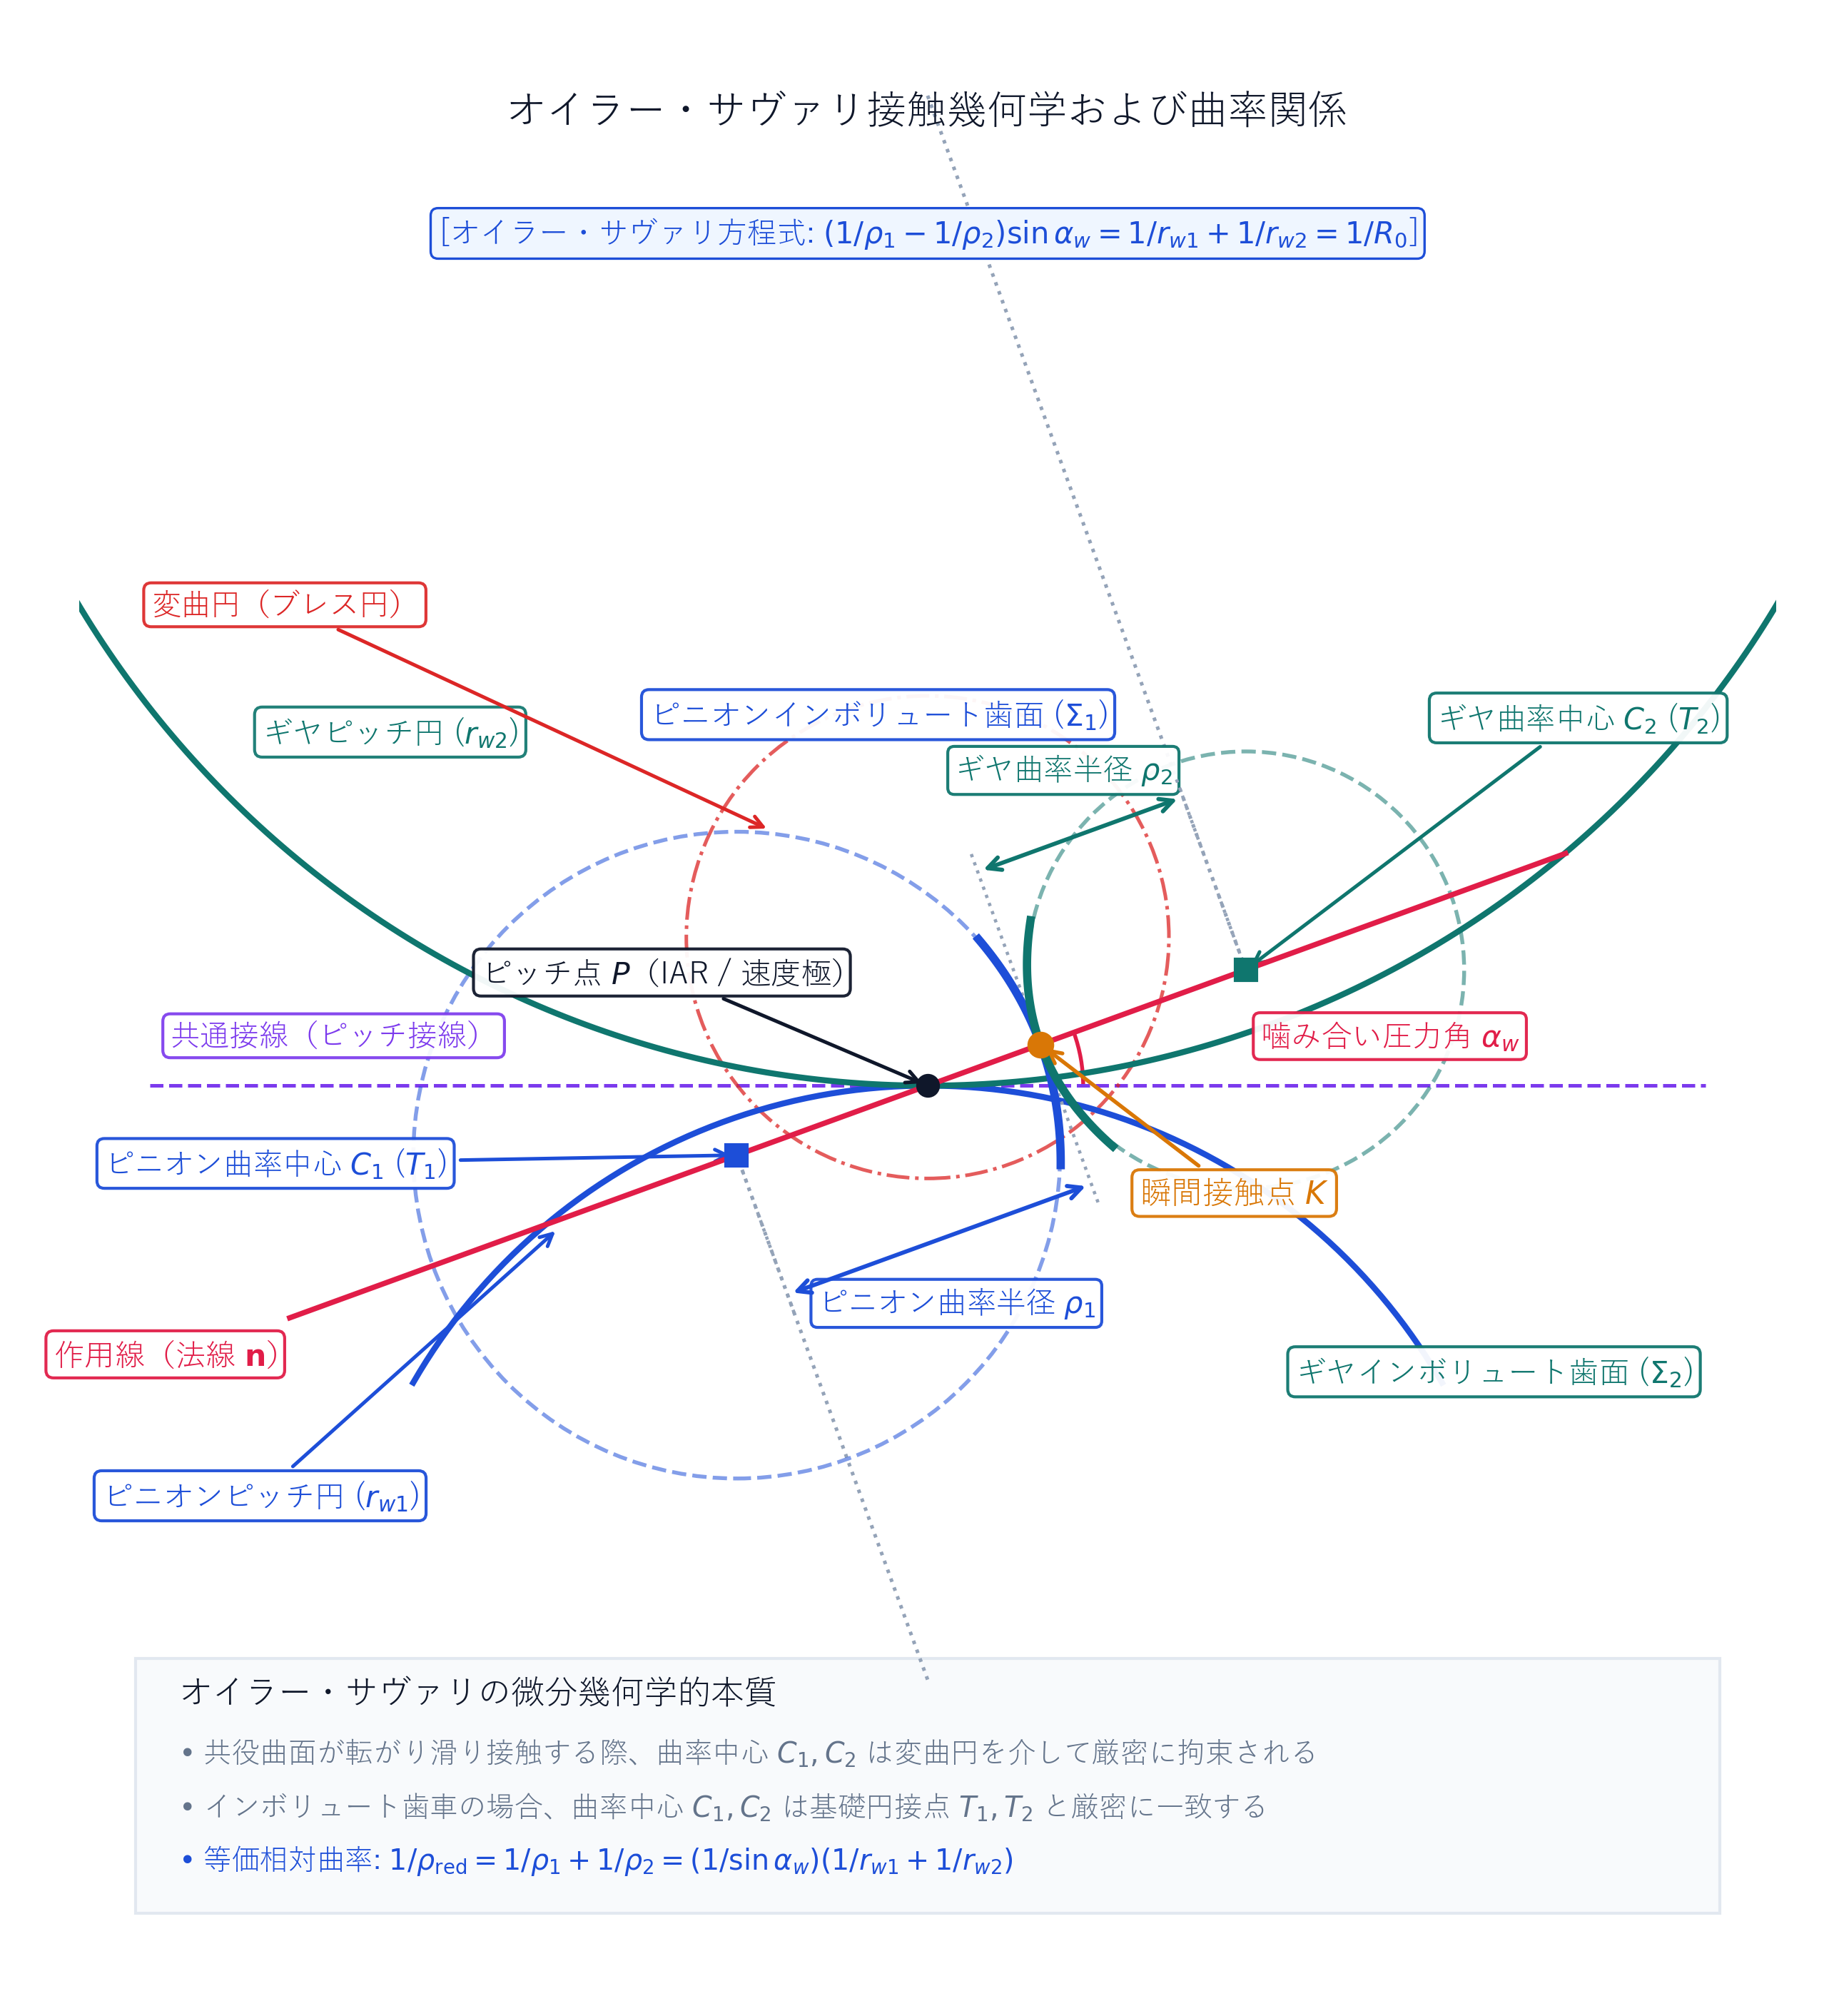 オイラー・サヴァリ接触幾何学および曲率関係
[オイラー・サヴァリ方程式: (1/ρ₁ − 1/ρ₂)sin α_w = 1/r_w1 + 1/r_w2 = 1/R₀]
変曲円（ブレス円）
ギヤピッチ円 (r_w2)
ピニオンインボリュート歯面 (Σ₁)
ギヤ曲率中心 C₂ (T₂)
ギヤ曲率半径 ρ₂
ピッチ点 P（IAR / 速度極）
共通接線（ピッチ接線）
噛み合い圧力角 α_w
ピニオン曲率中心 C₁ (T₁)
瞬間接触点 K
ピニオン曲率半径 ρ₁
作用線（法線 n）
ギヤインボリュート歯面 (Σ₂)
ピニオンピッチ円 (r_w1)
オイラー・サヴァリの微分幾何学的本質
• 共役曲面が転がり滑り接触する際、曲率中心 C₁, C₂ は変曲円を介して厳密に拘束される
• インボリュート歯車の場合、曲率中心 C₁, C₂ は基礎円接点 T₁, T₂ と厳密に一致する
• 等価相対曲率: 1/ρ_red = 1/ρ₁ + 1/ρ₂ = (1/sin α_w)(1/r_w1 + 1/r_w2)